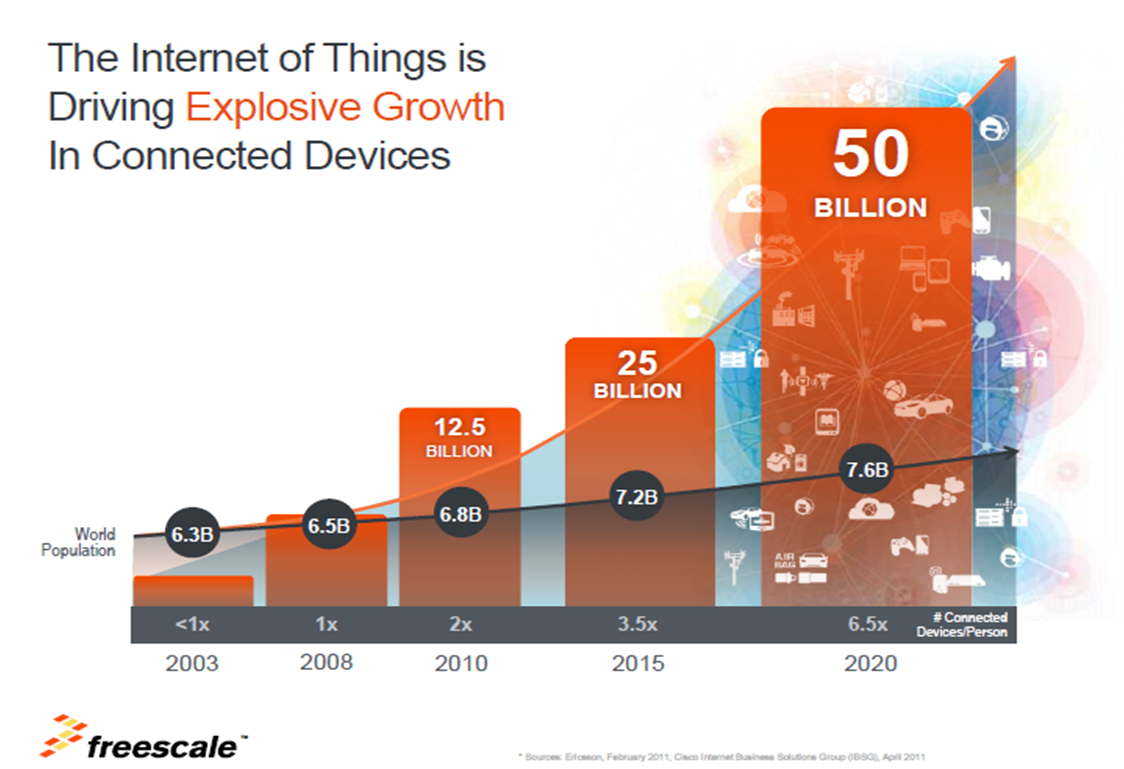 The Internet of Things is
Driving Explosive Growth
In Connected Devices
50
BILLION
25
BILLION
12.5
BILLION
World
Population
6.3B
6.5B
6.8B
7.2B
7.6B
AIR
BAG
<1x
1x
2x
3.5x
6.5x
# Connected
Devices/Person
2003
2008
2010
2015
2020
freescale™
* Sources: Ericsson, February 2011; Cisco Internet Business Solutions Group (IBSG), April 2011